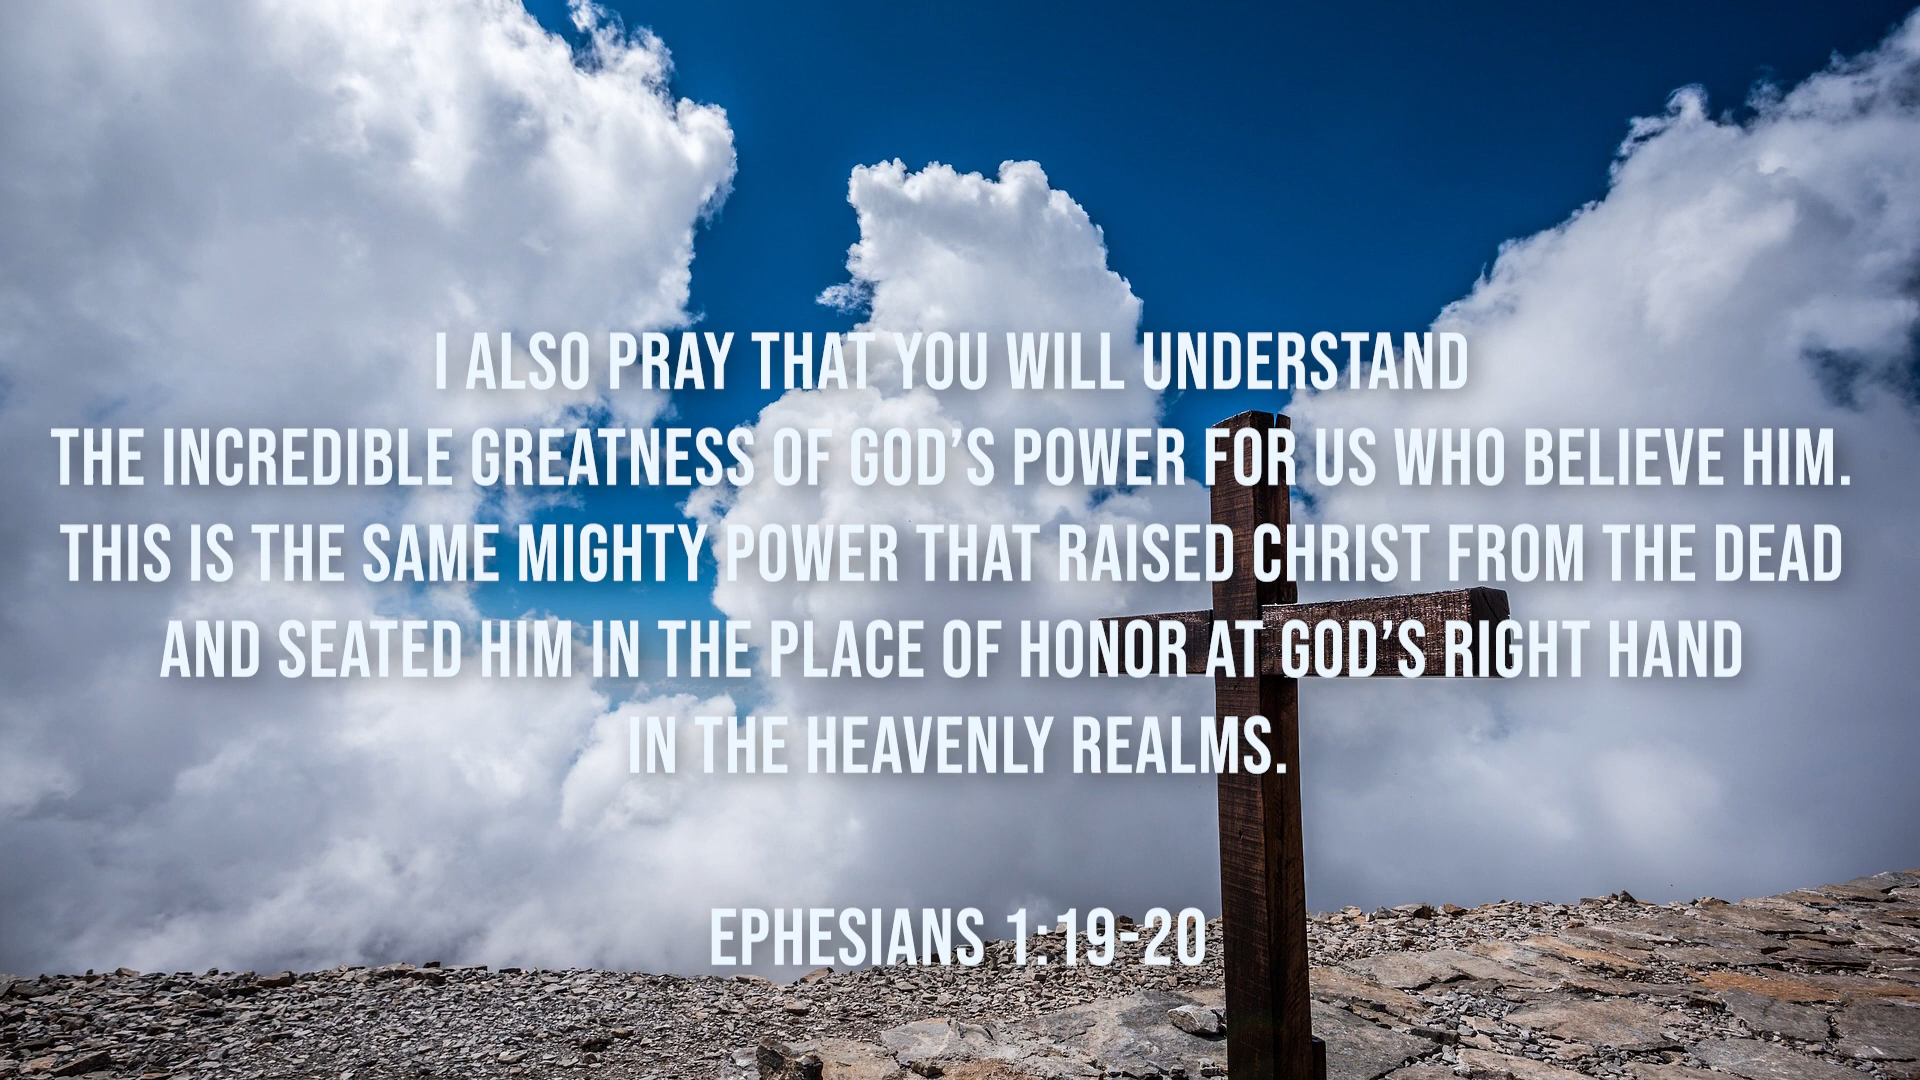 I ALSO PRAY THAT YOU WILL UNDERSTAND
THE INCREDIBLE GREATNESS OF GOD’S POWER FOR US WHO BELIEVE HIM.
THIS IS THE SAME MIGHTY POWER THAT RAISED CHRIST FROM THE DEAD
AND SEATED HIM IN THE PLACE OF HONOR AT GOD’S RIGHT HAND
IN THE HEAVENLY REALMS.
EPHESIANS 1:19-20